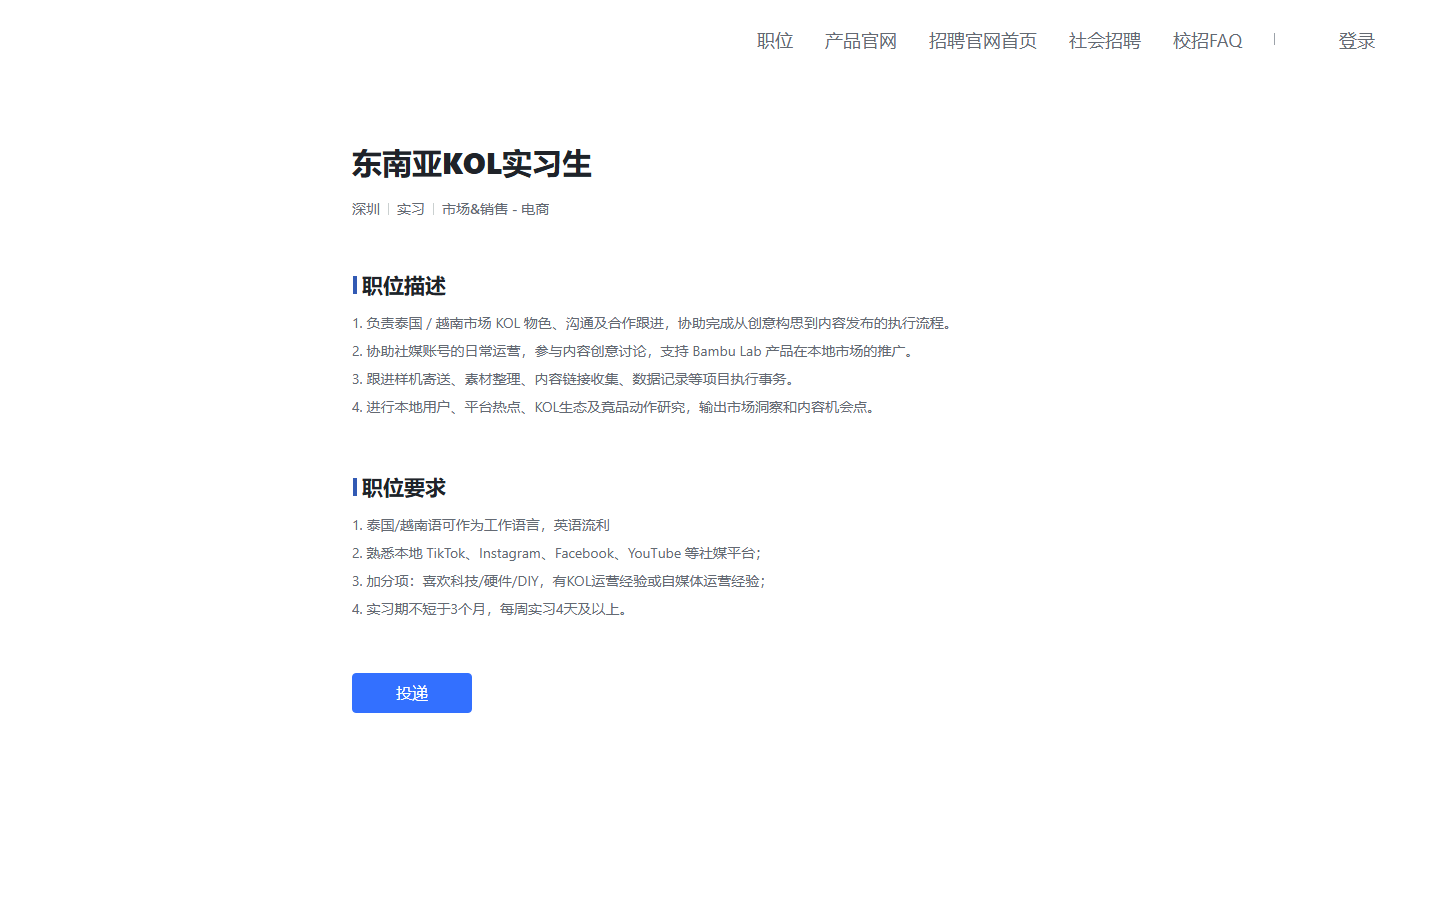 职位 产品官网 招聘官网首页 社会招聘 校招FAQ 登录
东南亚KOL实习生
深圳 实习 市场&销售 - 电商
职位描述
1. 负责泰国 / 越南市场 KOL 物色、沟通及合作跟进，协助完成从创意构思到内容发布的执行流程。
2. 协助社媒账号的日常运营，参与内容创意讨论，支持 Bambu Lab 产品在本地市场的推广。
3. 跟进样机寄送、素材整理、内容链接收集、数据记录等项目执行事务。
4. 进行本地用户、平台热点、KOL生态及竞品动作研究，输出市场洞察和内容机会点。
职位要求
1. 泰国/越南语可作为工作语言，英语流利
2. 熟悉本地 TikTok、Instagram、Facebook、YouTube 等社媒平台；
3. 加分项：喜欢科技/硬件/DIY，有KOL运营经验或自媒体运营经验；
4. 实习期不短于3个月，每周实习4天及以上。
投递